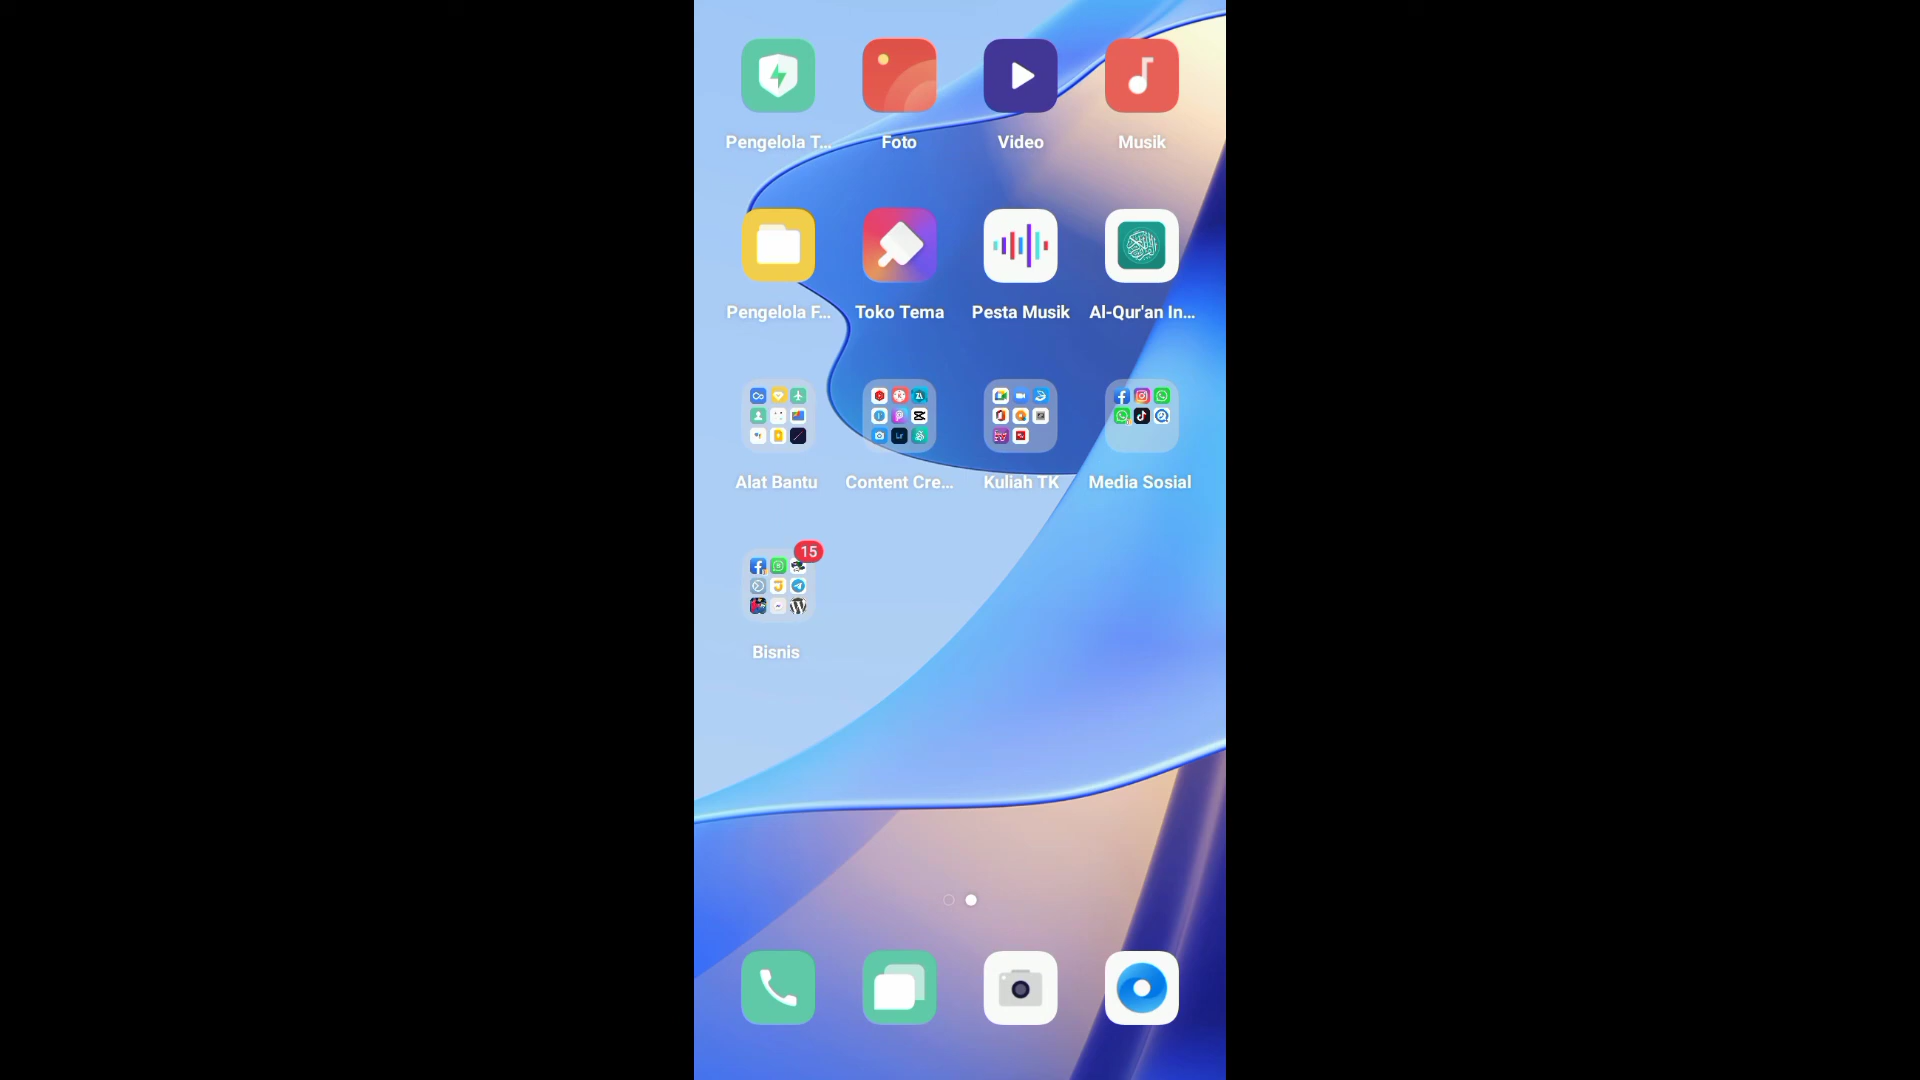 Pengelola T...
Foto
Video
Musik
Pengelola F...
Toko Tema
Pesta Musik
Al-Qur'an In...
Alat Bantu
Content Cre...
Kuliah TK
Media Sosial
15
Bisnis